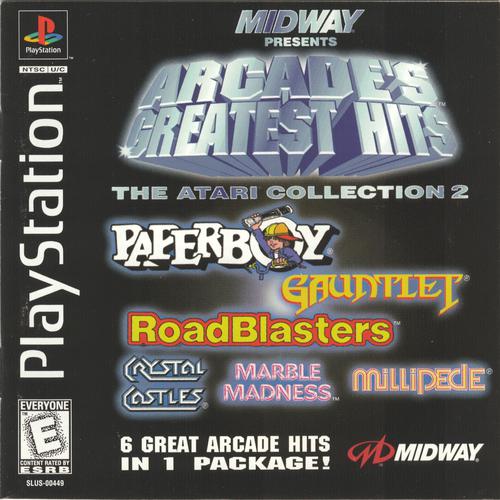 PlayStation
NTSC U/C
PlayStation
EVERYONE
E
CONTENT RATED BY
ESRB
SLUS-00449
MIDWAY
PRESENTS
ARCADE'S
GREATEST HITS
THE ATARI COLLECTION 2
PAPERBOY
GAUNTLET
RoadBlasters
CRYSTAL
CASTLES
MARBLE
MADNESS
MILLIPEDE
6 GREAT ARCADE HITS
IN 1 PACKAGE!
MIDWAY